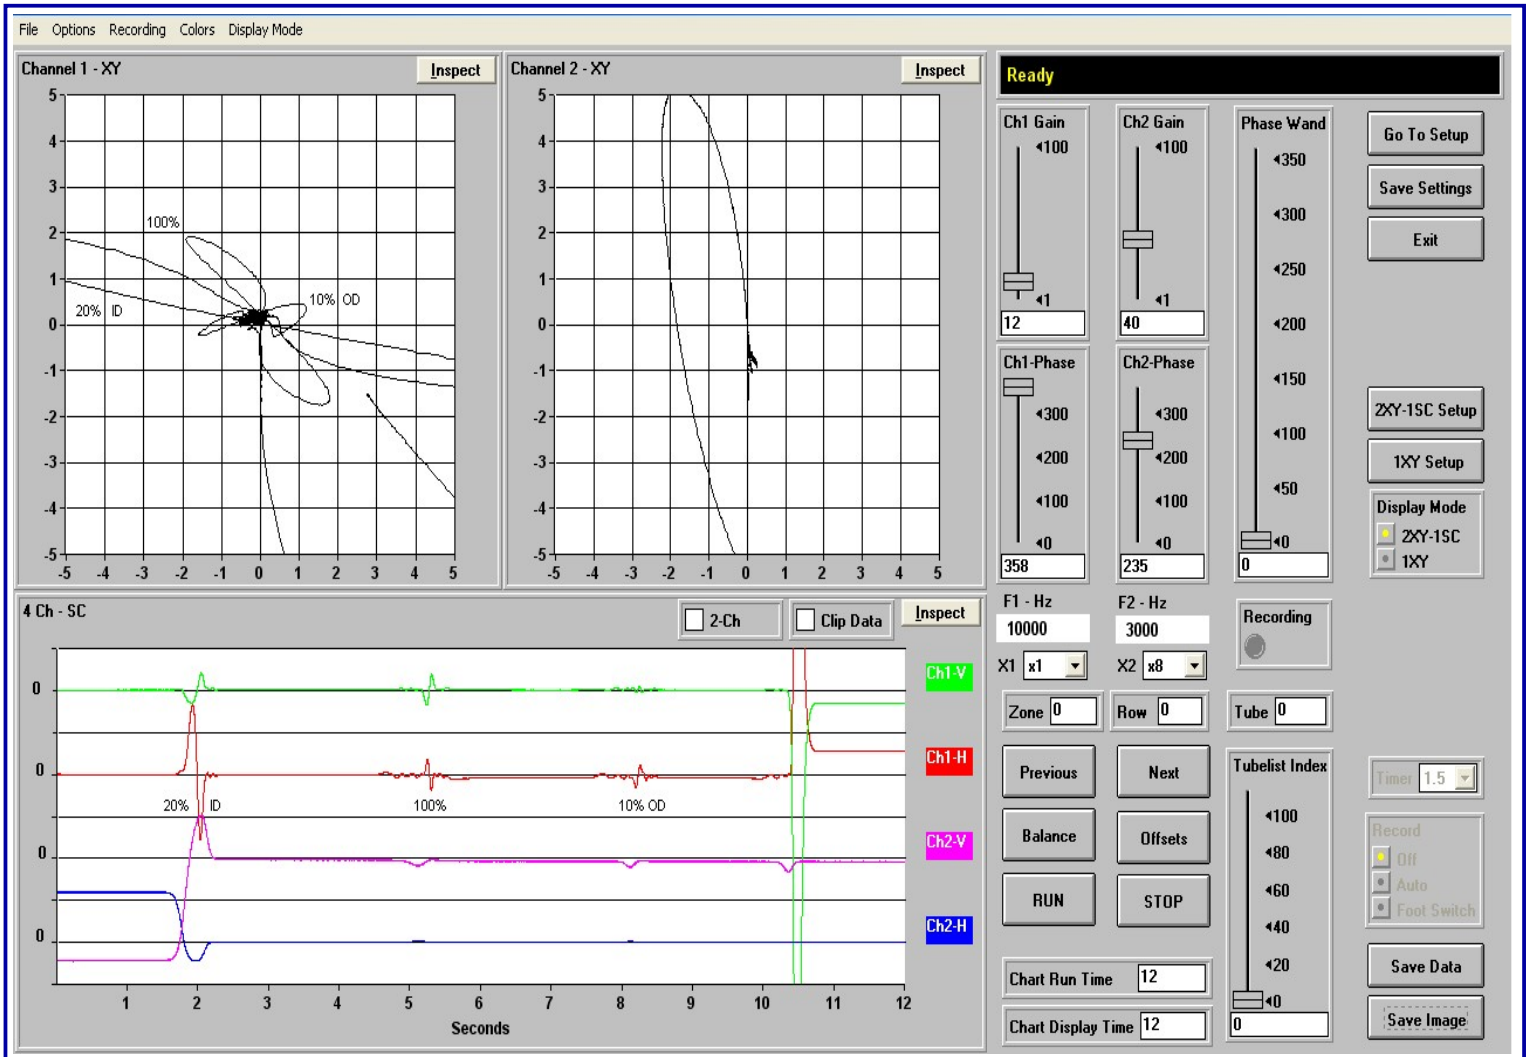 File Options Recording Colors Display Mode
Channel 1 - XY Inspect
5
4
3
2
1
0
-1
-2
-3
-4
-5
-5 -4 -3 -2 -1 0 1 2 3 4 5
100%
10% OD
20% ID
Channel 2 - XY Inspect
5
4
3
2
1
0
-1
-2
-3
-4
-5
-5 -4 -3 -2 -1 0 1 2 3 4 5
Ready
Ch1 Gain
100
1
12
Ch2 Gain
100
1
40
Phase Wand
350
300
250
200
150
100
50
0
0
Ch1-Phase
300
200
100
0
358
Ch2-Phase
300
200
100
0
235
Go To Setup
Save Settings
Exit
2XY-1SC Setup
1XY Setup
Display Mode
2XY-1SC
1XY
4 Ch - SC 2-Ch Clip Data Inspect
0
0
0
0
20% ID 100% 10% OD
Ch1-V
Ch1-H
Ch2-V
Ch2-H
1 2 3 4 5 6 7 8 9 10 11 12
Seconds
F1 - Hz
10000
F2 - Hz
3000
X1 x1
X2 x8
Recording
Zone 0
Row 0
Tube 0
Previous
Next
Balance
Offsets
RUN
STOP
Chart Run Time 12
Chart Display Time 12
Tubelist Index
100
80
60
40
20
0
0
Timer 1.5
Record
Off
Auto
Foot Switch
Save Data
Save Image